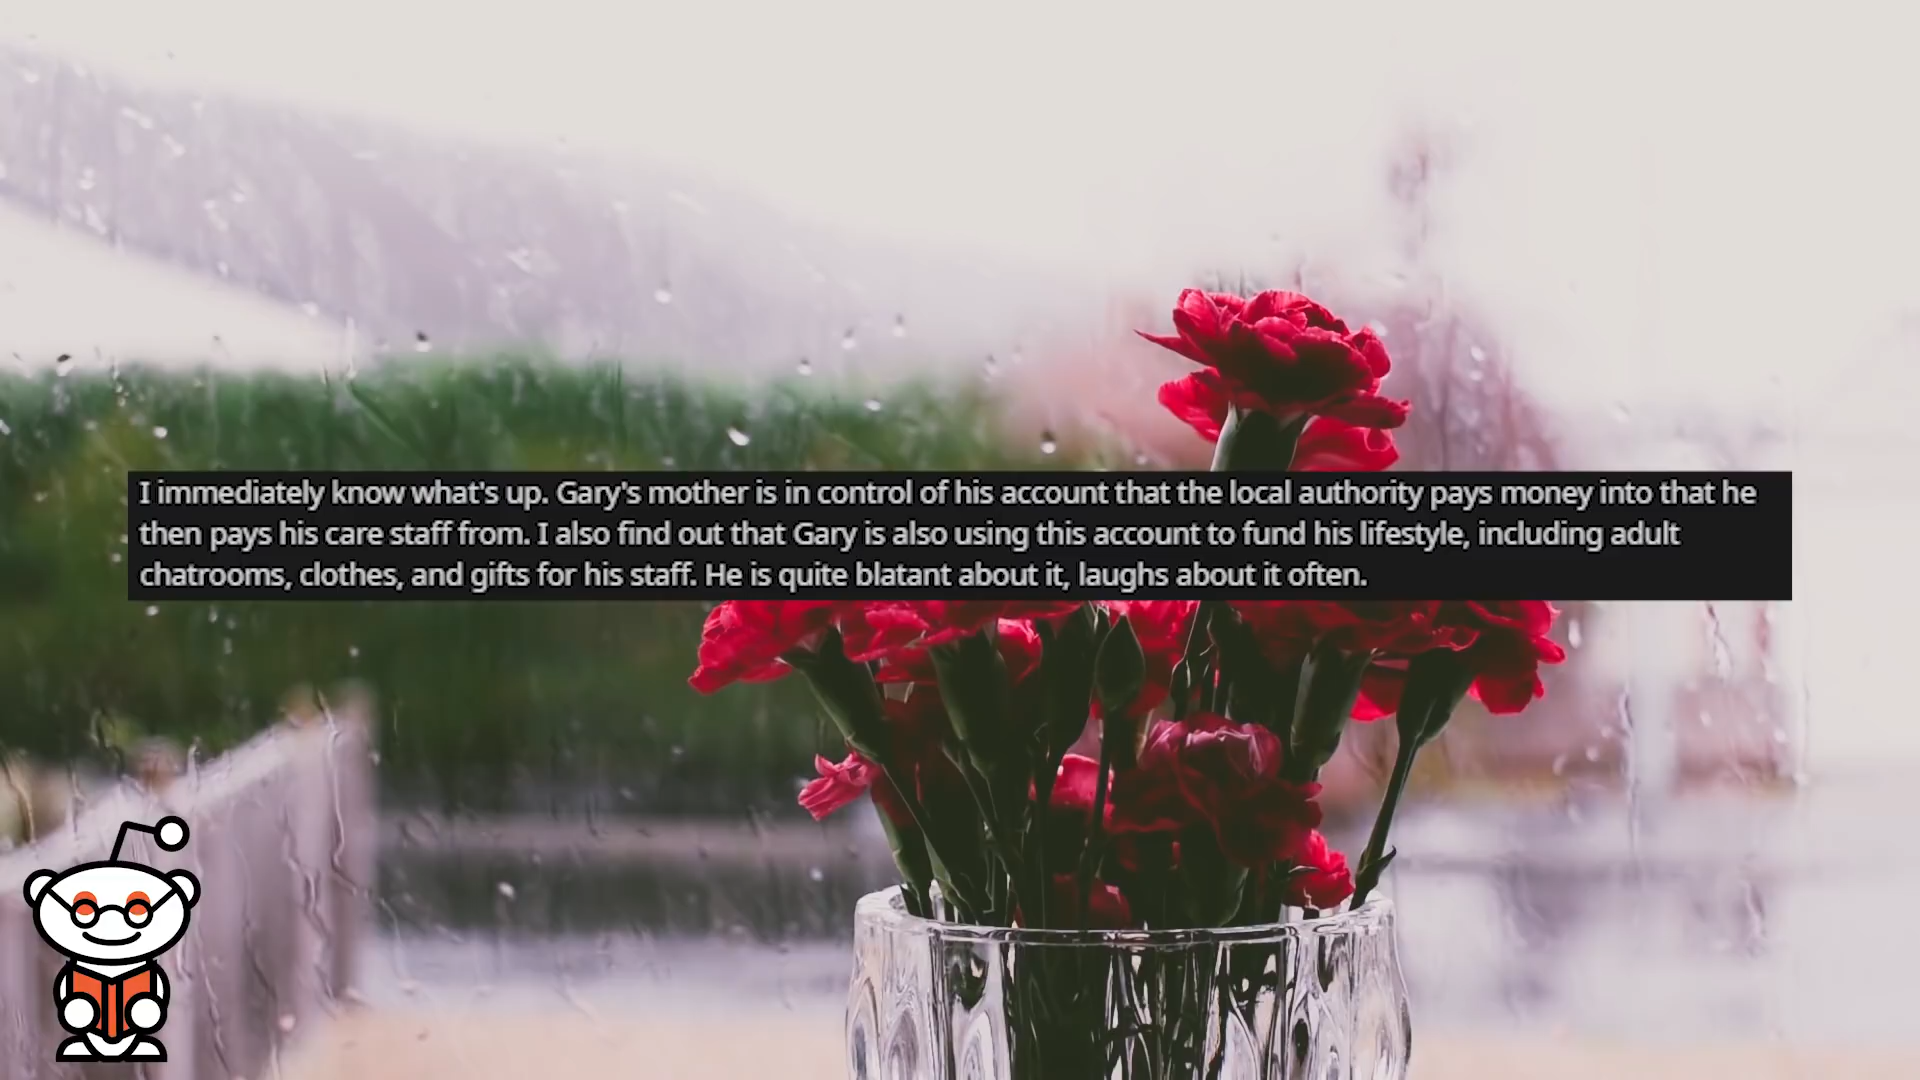 I immediately know what's up. Gary's mother is in control of his account that the local authority pays money into that he
then pays his care staff from. I also find out that Gary is also using this account to fund his lifestyle, including adult
chatrooms, clothes, and gifts for his staff. He is quite blatant about it, laughs about it often.